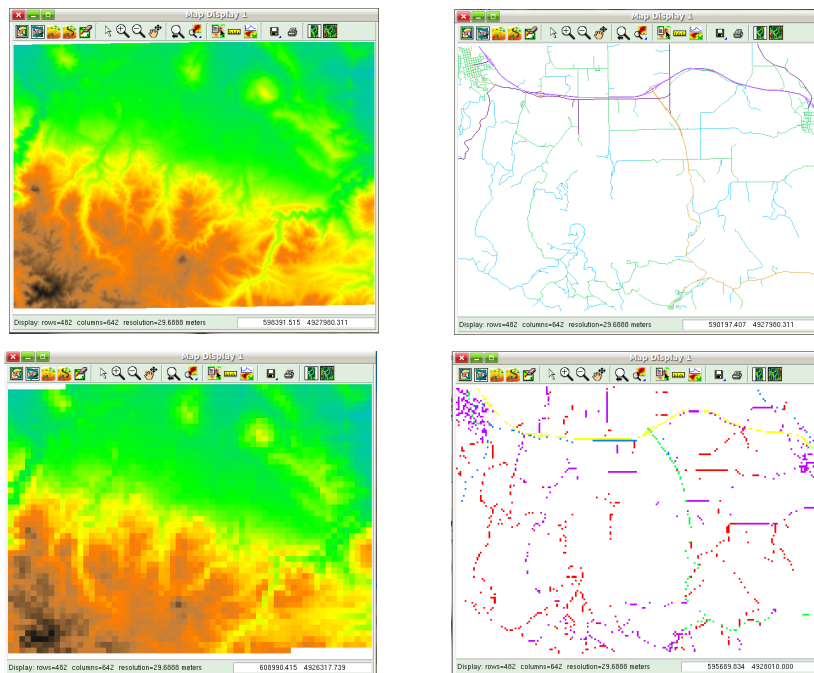 Map Display 1
Display: rows=482 columns=642 resolution=29.6888 meters 598391.515 4927980.311
Map Display 1
Display: rows=482 columns=642 resolution=29.6888 meters 590197.407 4927980.311
Map Display 1
Display: rows=482 columns=642 resolution=29.6888 meters 608990.415 4926317.739
Map Display 1
Display: rows=482 columns=642 resolution=29.6888 meters 595689.834 4928010.000